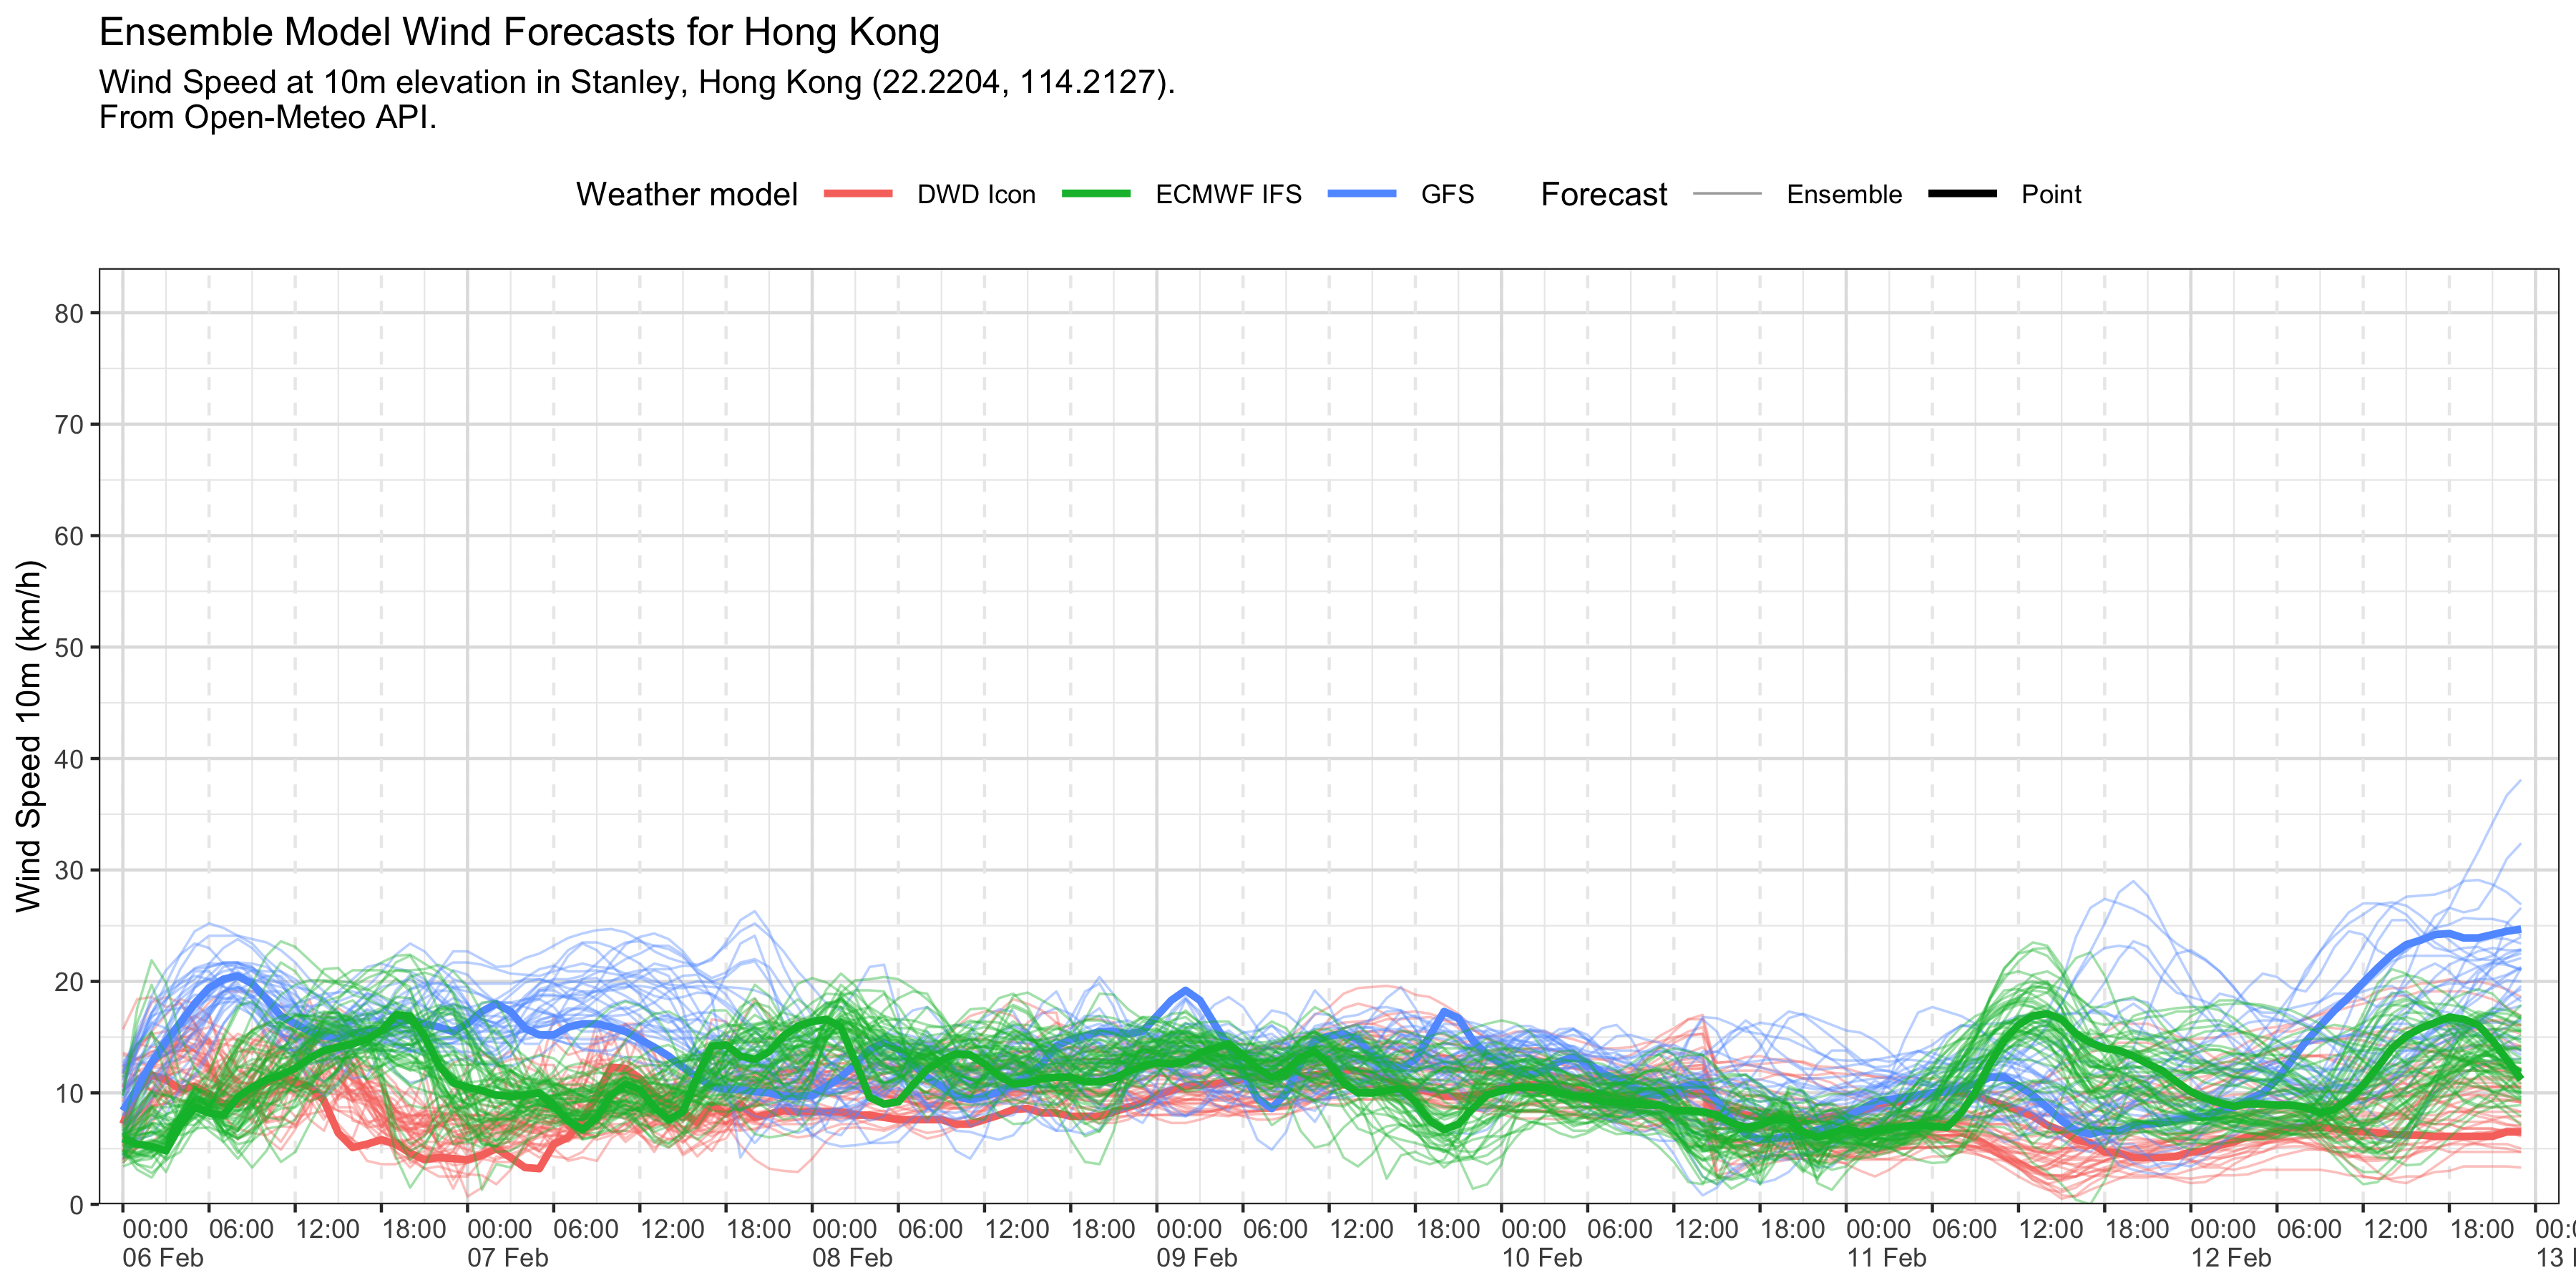 Ensemble Model Wind Forecasts for Hong Kong
Wind Speed at 10m elevation in Stanley, Hong Kong (22.2204, 114.2127).
From Open-Meteo API.
Weather model DWD Icon ECMWF IFS GFS Forecast Ensemble Point
Wind Speed 10m (km/h)
80
70
60
50
40
30
20
10
0
00:00 06:00 12:00 18:00 00:00 06:00 12:00 18:00 00:00 06:00 12:00 18:00 00:00 06:00 12:00 18:00 00:00 06:00 12:00 18:00 00:00 06:00 12:00 18:00 00:00 06:00 12:00 18:00
06 Feb 07 Feb 08 Feb 09 Feb 10 Feb 11 Feb 12 Feb 13